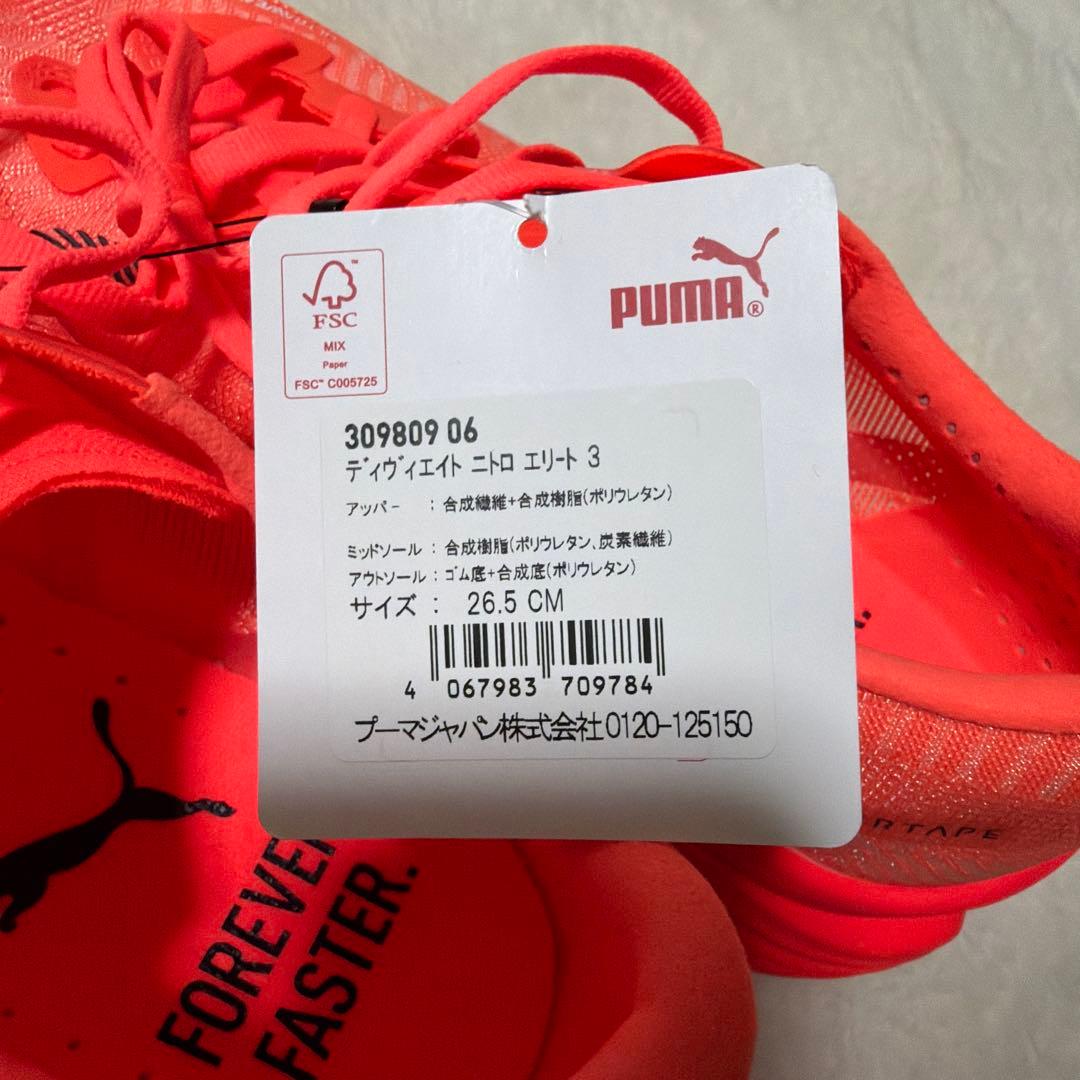 FSC™
MIX
Paper
FSC™ C005725
PUMA®
309809 06
ディヴィエイト ニトロ エリート 3
アッパー : 合成繊維+合成樹脂(ポリウレタン)
ミッドソール : 合成樹脂(ポリウレタン、炭素繊維)
アウトソール : ゴム底+合成底(ポリウレタン)
サイズ : 26.5 CM
4 067983 709784
プーマジャパン株式会社0120-125150
RTAPE
FOREVER
FASTER.